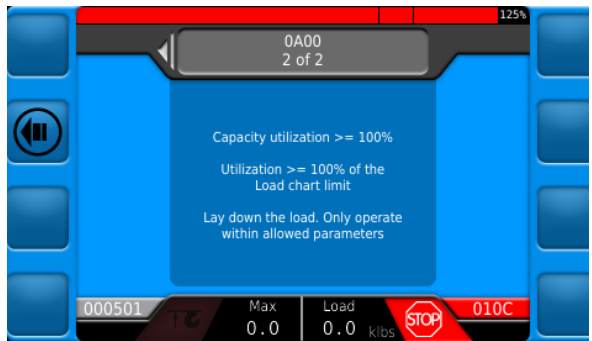 125%
0A00
2 of 2
Capacity utilization >= 100%
Utilization >= 100% of the
Load chart limit
Lay down the load. Only operate
within allowed parameters
000501
Max
Load
STOP
010C
0.0
0.0 klbs